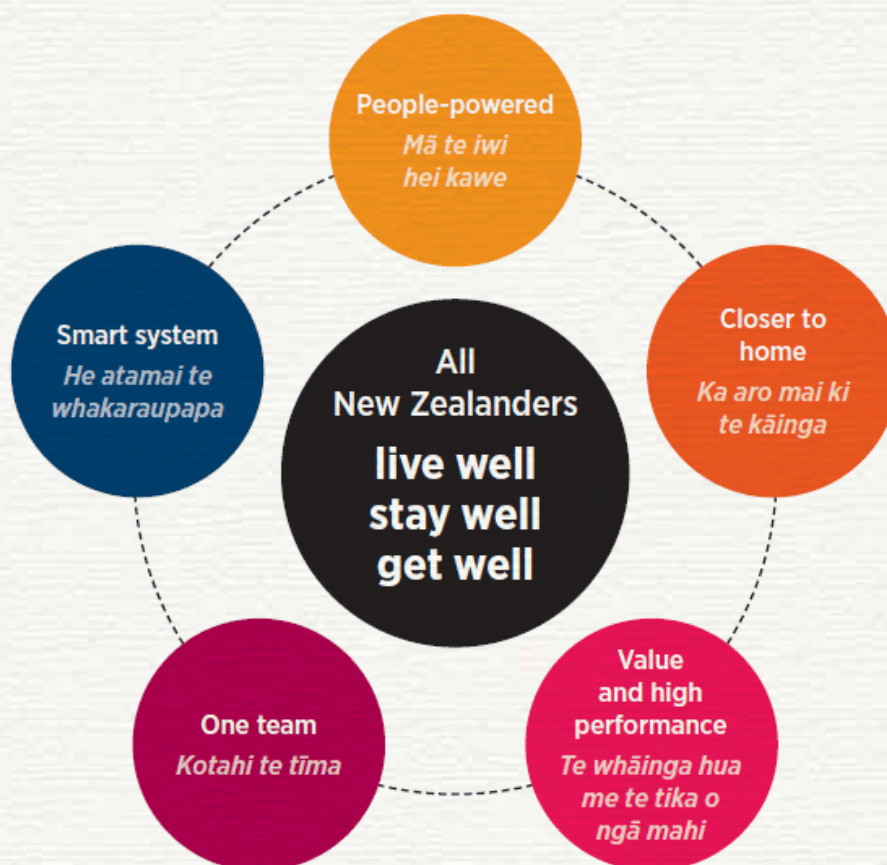 People-powered
Mā te iwi
hei kawe
Closer to
home
Ka aro mai ki
te kāinga
Value
and high
performance
Te whāinga hua
me te tika o
ngā mahi
One team
Kotahi te tīma
Smart system
He atamai te
whakaraupapa
All
New Zealanders
live well
stay well
get well